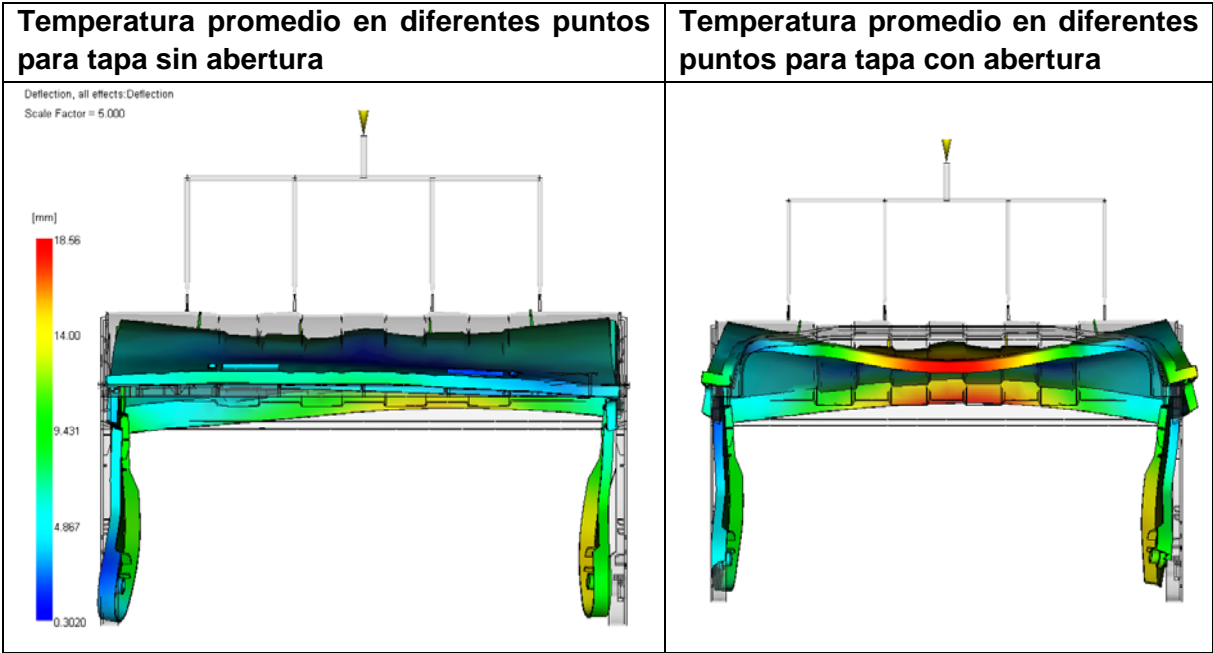 Temperatura promedio en diferentes puntos
para tapa sin abertura
Temperatura promedio en diferentes
puntos para tapa con abertura
Deflection, all effects:Deflection
Scale Factor = 5.000
[mm]
18.56
14.00
9.431
4.867
0.3020